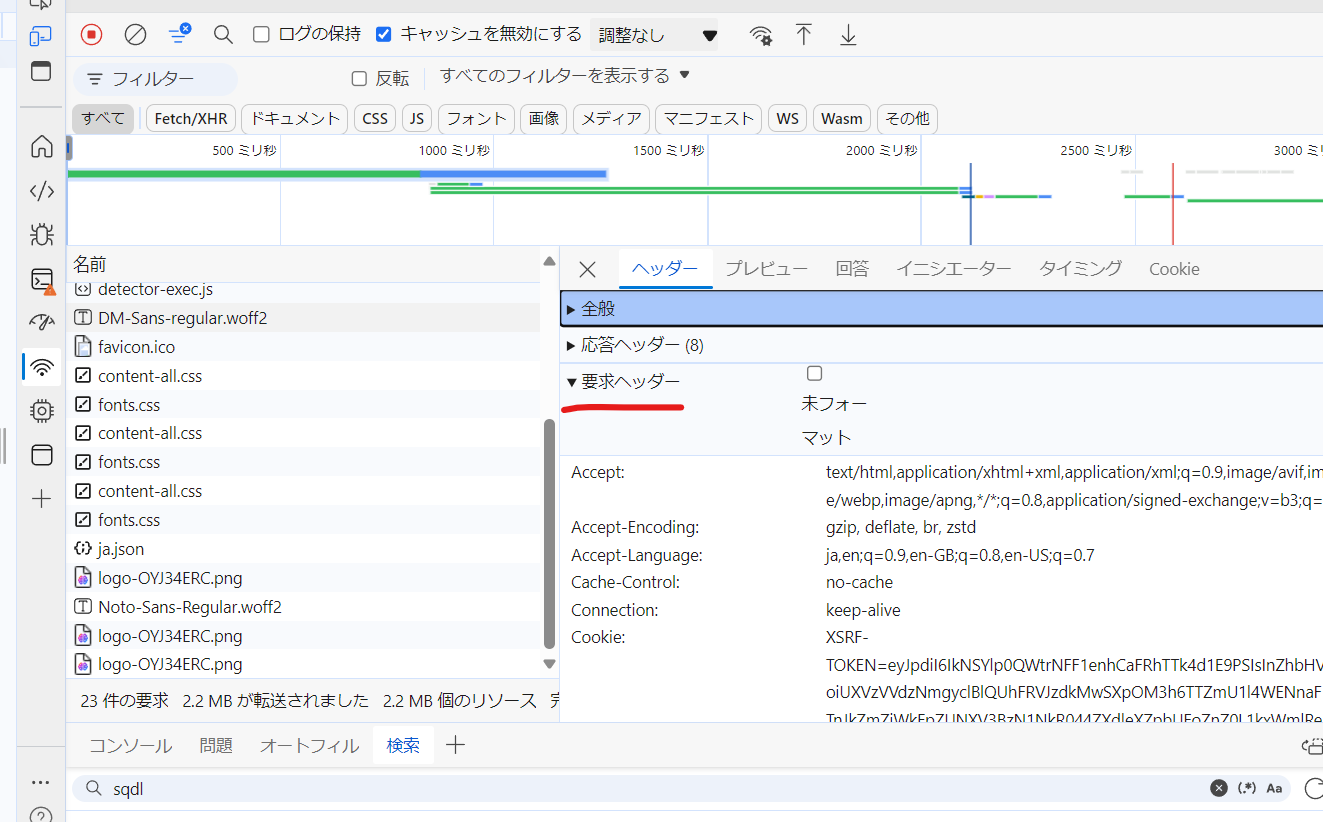 ログの保持 キャッシュを無効にする 調整なし
フィルター 反転 すべてのフィルターを表示する
すべて Fetch/XHR ドキュメント CSS JS フォント 画像 メディア マニフェスト WS Wasm その他
500 ミリ秒 1000 ミリ秒 1500 ミリ秒 2000 ミリ秒 2500 ミリ秒 3000 ミリ
名前
detector-exec.js
DM-Sans-regular.woff2
favicon.ico
content-all.css
fonts.css
content-all.css
fonts.css
content-all.css
fonts.css
ja.json
logo-OYJ34ERC.png
Noto-Sans-Regular.woff2
logo-OYJ34ERC.png
logo-OYJ34ERC.png
23 件の要求 2.2 MB が転送されました 2.2 MB 個のリソース 完
ヘッダー プレビュー 回答 イニシエーター タイミング Cookie
全般
応答ヘッダー (8)
要求ヘッダー
未フォー
マット
Accept: text/html,application/xhtml+xml,application/xml;q=0.9,image/avif,im
e/webp,image/apng,*/*;q=0.8,application/signed-exchange;v=b3;q=
Accept-Encoding: gzip, deflate, br, zstd
Accept-Language: ja,en;q=0.9,en-GB;q=0.8,en-US;q=0.7
Cache-Control: no-cache
Connection: keep-alive
Cookie: XSRF-
コンソール 問題 オートフィル 検索
sqdl (.*) Aa